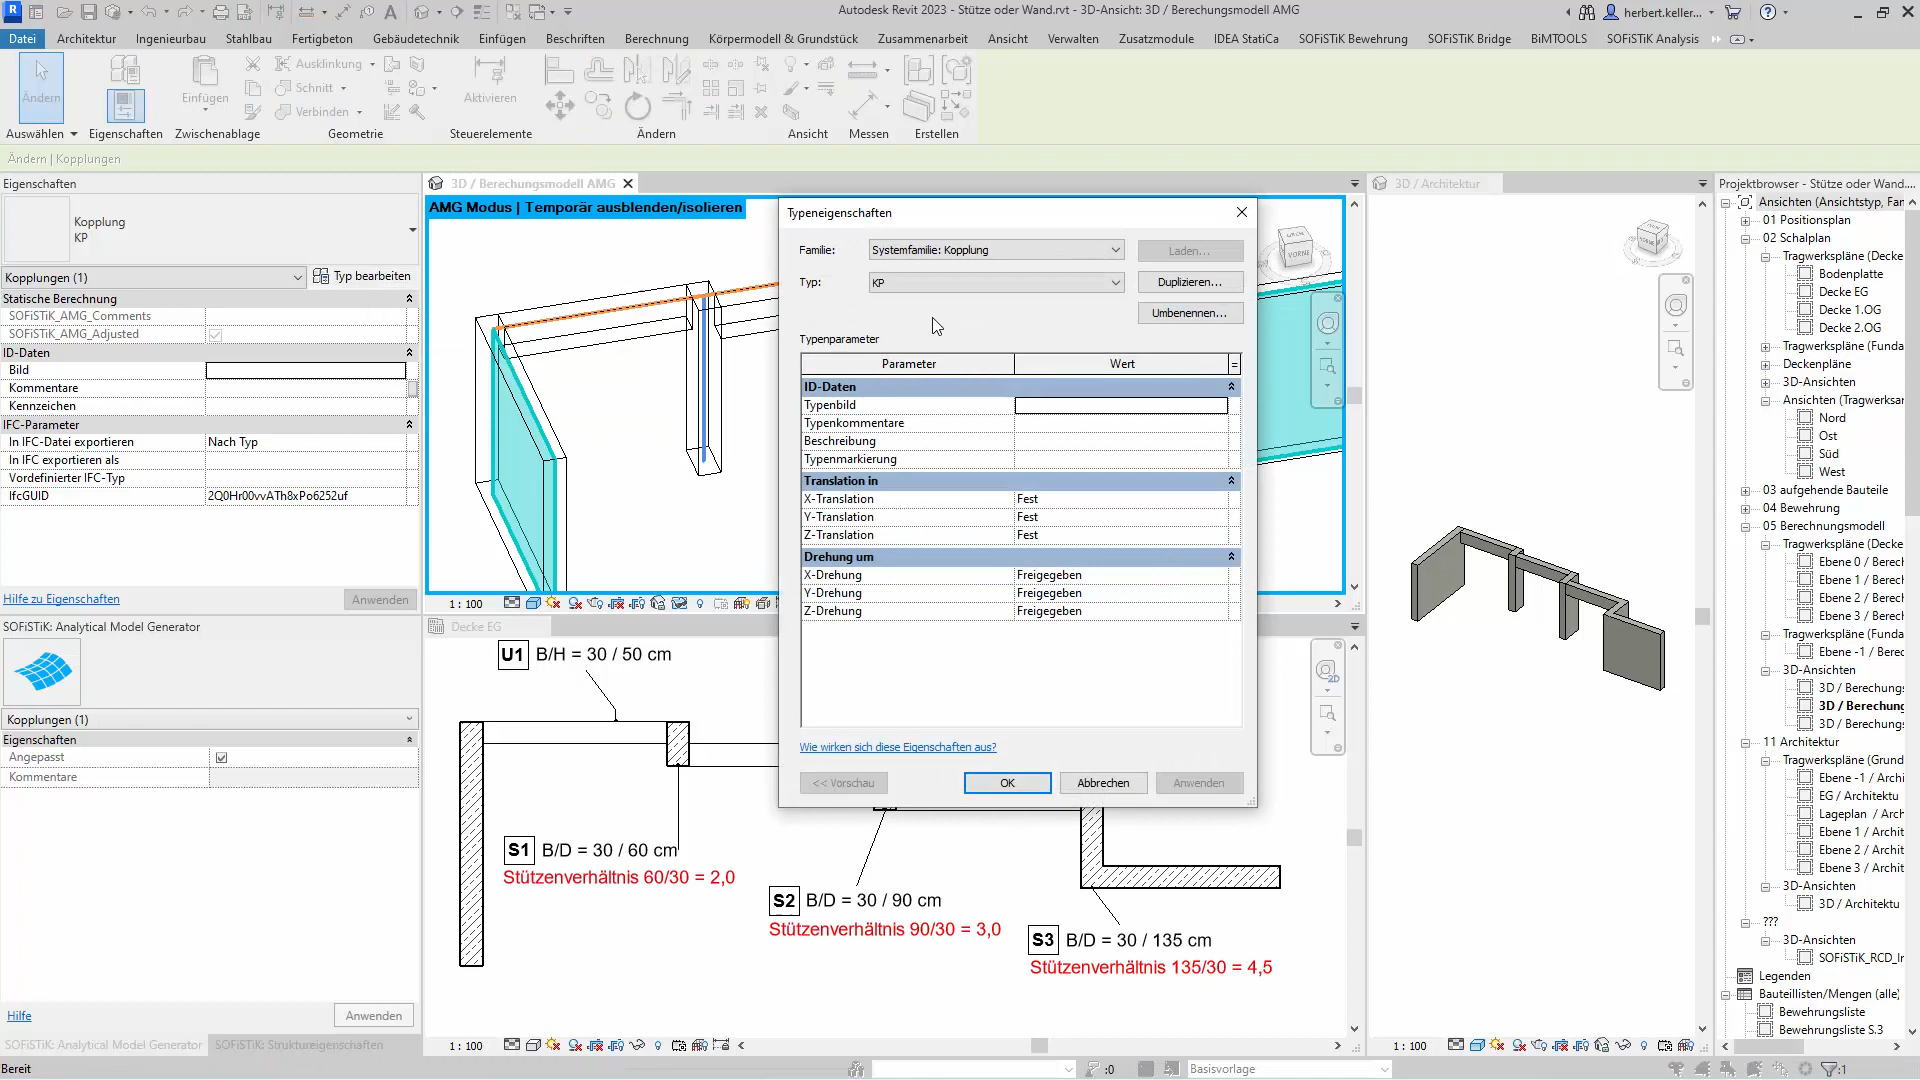 Autodesk Revit 2023 - Stütze oder Wand.rvt - 3D-Ansicht: 3D / Berechungsmodell AMG
herbert.keller...
Datei Architektur Ingenieurbau Stahlbau Fertigbeton Gebäudetechnik Einfügen Beschriften Berechnung Körpermodell & Grundstück Zusammenarbeit Ansicht Verwalten Zusatzmodule IDEA StatiCa SOFiSTiK Bewehrung SOFiSTiK Bridge BiMTOOLS SOFiSTiK Analysis
Ändern
Einfügen
Ausklinkung
Schnitt
Verbinden
Aktivieren
Auswählen Eigenschaften Zwischenablage Geometrie Steuerelemente Ändern Ansicht Messen Erstellen
Ändern | Kopplungen
Eigenschaften
Kopplung
KP
Kopplungen (1)
Typ bearbeiten
Statische Berechnung
SOFiSTiK_AMG_Comments
SOFiSTiK_AMG_Adjusted
ID-Daten
Bild
Kommentare
Kennzeichen
IFC-Parameter
In IFC-Datei exportieren Nach Typ
In IFC exportieren als
Vordefinierter IFC-Typ
IfcGUID 2Q0Hr00vvATh8xPo6252uf
Hilfe zu Eigenschaften
Anwenden
SOFiSTiK: Analytical Model Generator
Kopplungen (1)
Eigenschaften
Angepasst
Kommentare
Hilfe
Anwenden
SOFiSTiK: Analytical Model Generator SOFiSTiK: Struktureigenschaften
Bereit
3D / Berechungsmodell AMG
AMG Modus | Temporär ausblenden/isolieren
VORNE
1 : 100
Typeneigenschaften
Familie: Systemfamilie: Kopplung Laden...
Typ: KP Duplizieren...
Umbenennen...
Typenparameter
Parameter Wert =
ID-Daten
Typenbild
Typenkommentare
Beschreibung
Typenmarkierung
Translation in
X-Translation Fest
Y-Translation Fest
Z-Translation Fest
Drehung um
X-Drehung Freigegeben
Y-Drehung Freigegeben
Z-Drehung Freigegeben
Wie wirken sich diese Eigenschaften aus?
<< Vorschau OK Abbrechen Anwenden
Decke EG
U1 B/H = 30 / 50 cm
S1 B/D = 30 / 60 cm
Stützenverhältnis 60/30 = 2,0
S2 B/D = 30 / 90 cm
Stützenverhältnis 90/30 = 3,0
S3 B/D = 30 / 135 cm
Stützenverhältnis 135/30 = 4,5
2D
1 : 100
:0
Basisvorlage
:1
3D / Architektur
1 : 100
Projektbrowser - Stütze oder Wand....
Ansichten (Ansichtstyp, Far
01 Positionsplan
02 Schalplan
Tragwerkspläne (Decke
Bodenplatte
Decke EG
Decke 1.OG
Decke 2.OG
Tragwerkspläne (Funda
Deckenpläne
3D-Ansichten
Ansichten (Tragwerksar
Nord
Ost
Süd
West
03 aufgehende Bauteile
04 Bewehrung
05 Berechnungsmodell
Tragwerkspläne (Decke
Ebene 0 / Berech
Ebene 1 / Berech
Ebene 2 / Berech
Ebene 3 / Berech
Tragwerkspläne (Funda
Ebene -1 / Berec
3D-Ansichten
3D / Berechungs
3D / Berechung
3D / Berechungs
11 Architektur
Tragwerkspläne (Grund
Ebene -1 / Archi
EG / Architektu
Lageplan / Arch
Ebene 1 / Archit
Ebene 2 / Archit
Ebene 3 / Archit
3D-Ansichten
3D / Architektu
???
3D-Ansichten
SOFiSTiK_RCD_Ir
Legenden
Bauteillisten/Mengen (alle)
Bewehrungsliste
Bewehrungsliste S.3